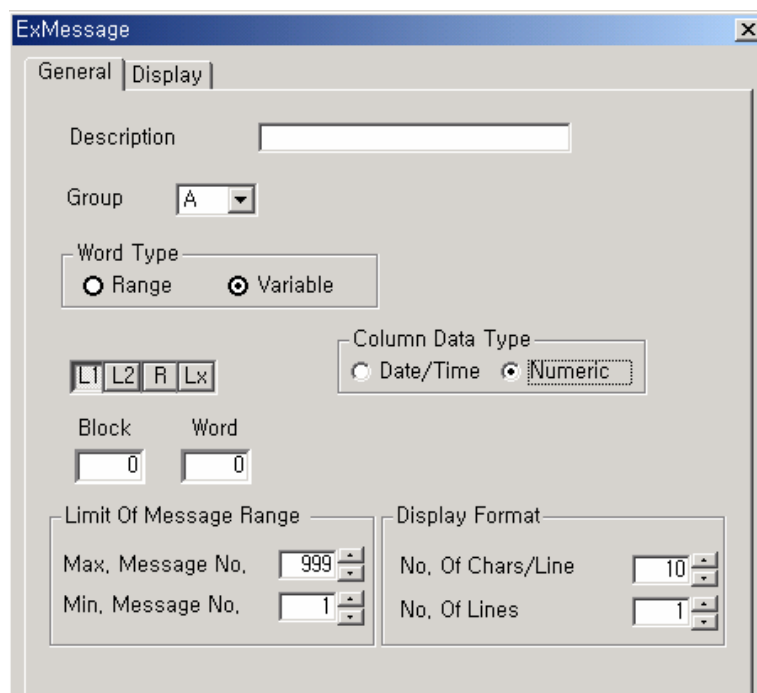 ExMessage
General Display
Description
Group A
Word Type
Range Variable
Column Data Type
Date/Time Numeric
L1 L2 R Lx
Block Word
0 0
Limit Of Message Range
Max, Message No, 999
Min, Message No, 1
Display Format
No, Of Chars/Line 10
No, Of Lines 1